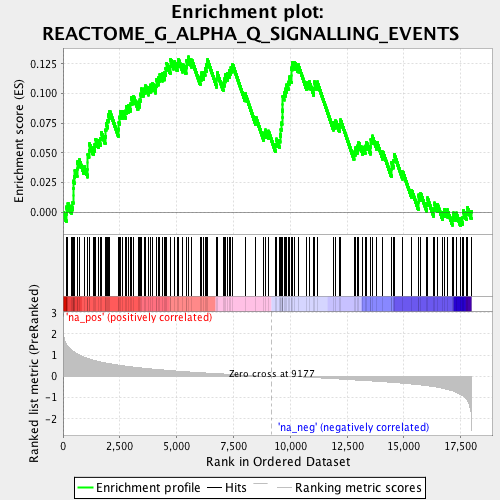 Enrichment plot:
REACTOME_G_ALPHA_Q_SIGNALLING_EVENTS
Enrichment score (ES)
0.125
0.100
0.075
0.050
0.025
0.000
Ranked list metric (PreRanked)
3
2
1
0
-1
-2
'na_pos' (positively correlated)
Zero cross at 9177
'na_neg' (negatively correlated)
0
2,500
5,000
7,500
10,000
12,500
15,000
17,500
Rank in Ordered Dataset
Enrichment profile
Hits
Ranking metric scores